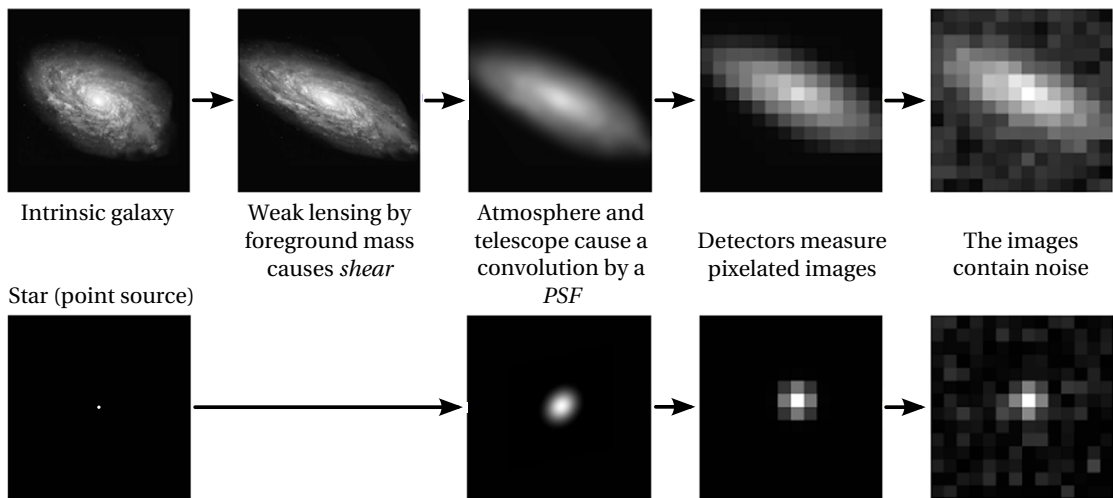 Intrinsic galaxy
Weak lensing by
foreground mass
causes shear
Atmosphere and
telescope cause a
convolution by a
PSF
Detectors measure
pixelated images
The images
contain noise
Star (point source)